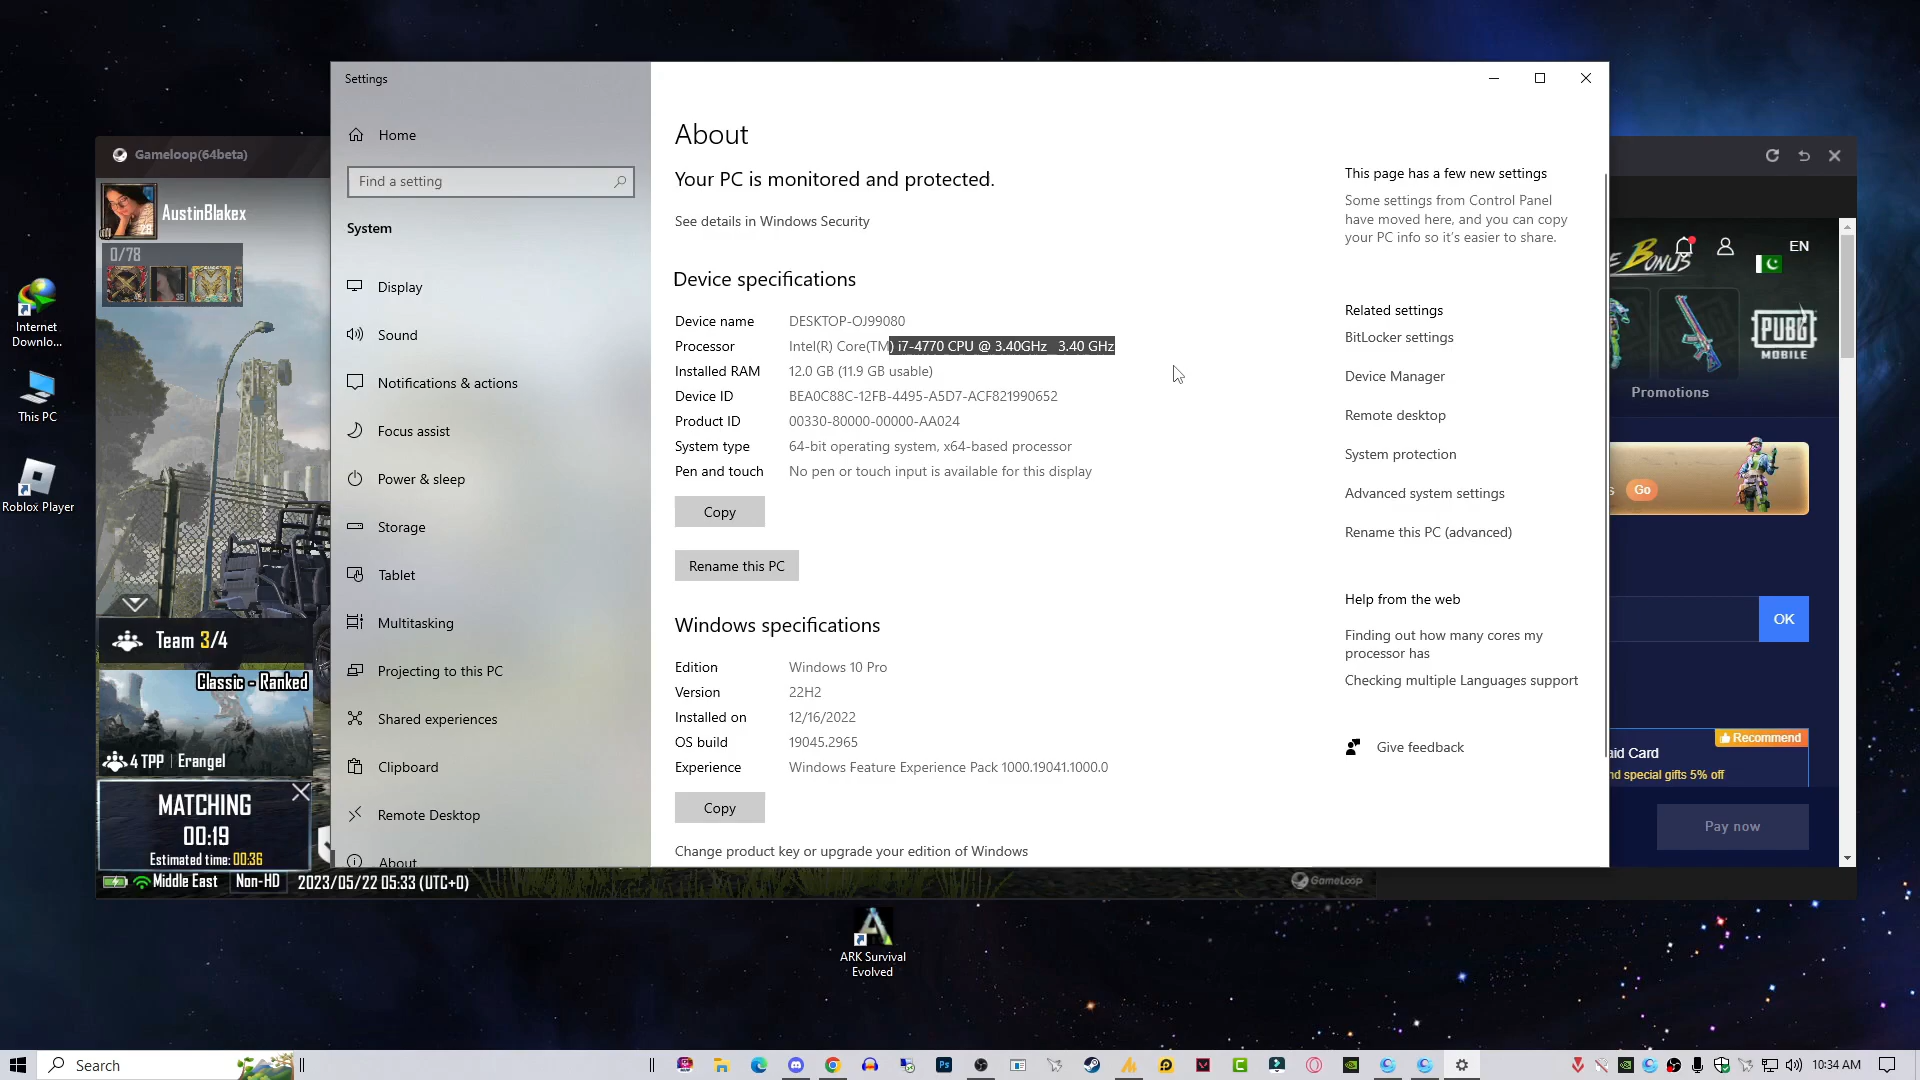 Settings
Home
Find a setting
System
Display
Sound
Notifications & actions
Focus assist
Power & sleep
Storage
Tablet
Multitasking
Projecting to this PC
Shared experiences
Clipboard
Remote Desktop
About
About
Your PC is monitored and protected.
See details in Windows Security
Device specifications
Device name DESKTOP-OJ99080
Processor Intel(R) Core(TM) i7-4770 CPU @ 3.40GHz 3.40 GHz
Installed RAM 12.0 GB (11.9 GB usable)
Device ID BEA0C88C-12FB-4495-A5D7-ACF821990652
Product ID 00330-80000-00000-AA024
System type 64-bit operating system, x64-based processor
Pen and touch No pen or touch input is available for this display
Copy
Rename this PC
Windows specifications
Edition Windows 10 Pro
Version 22H2
Installed on 12/16/2022
OS build 19045.2965
Experience Windows Feature Experience Pack 1000.19041.1000.0
Copy
Change product key or upgrade your edition of Windows
This page has a few new settings
Some settings from Control Panel
have moved here, and you can copy
your PC info so it's easier to share.
Related settings
BitLocker settings
Device Manager
Remote desktop
System protection
Advanced system settings
Rename this PC (advanced)
Help from the web
Finding out how many cores my
processor has
Checking multiple Languages support
Give feedback
Gameloop(64beta)
AustinBlakex
0/78
Team 3/4
Classic - Ranked
4 TPP | Erangel
MATCHING
00:19
Estimated time: 00:36
Middle East Non-HD 2023/05/22 05:33 (UTC+0)
GameLoop
EN
BONUS
PUBG
MOBILE
Promotions
s Go
OK
Recommend
aid Card
nd special gifts 5% off
Pay now
Internet
Downlo...
This PC
Roblox Player
ARK Survival
Evolved
Search
Ps
10:34 AM